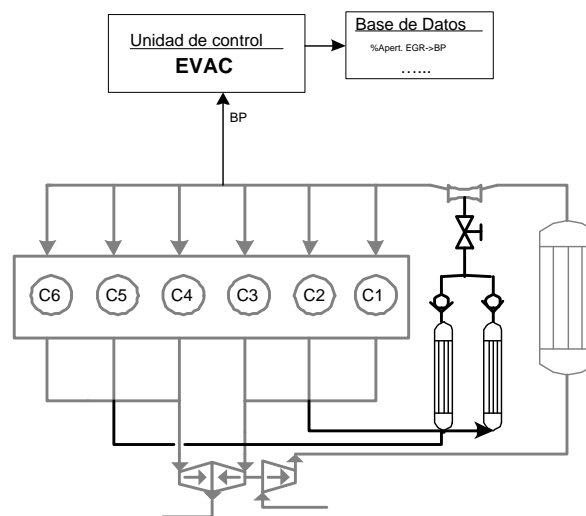 Unidad de control
EVAC
Base de Datos
%Apert. EGR->BP
…...
BP
C6
C5
C4
C3
C2
C1